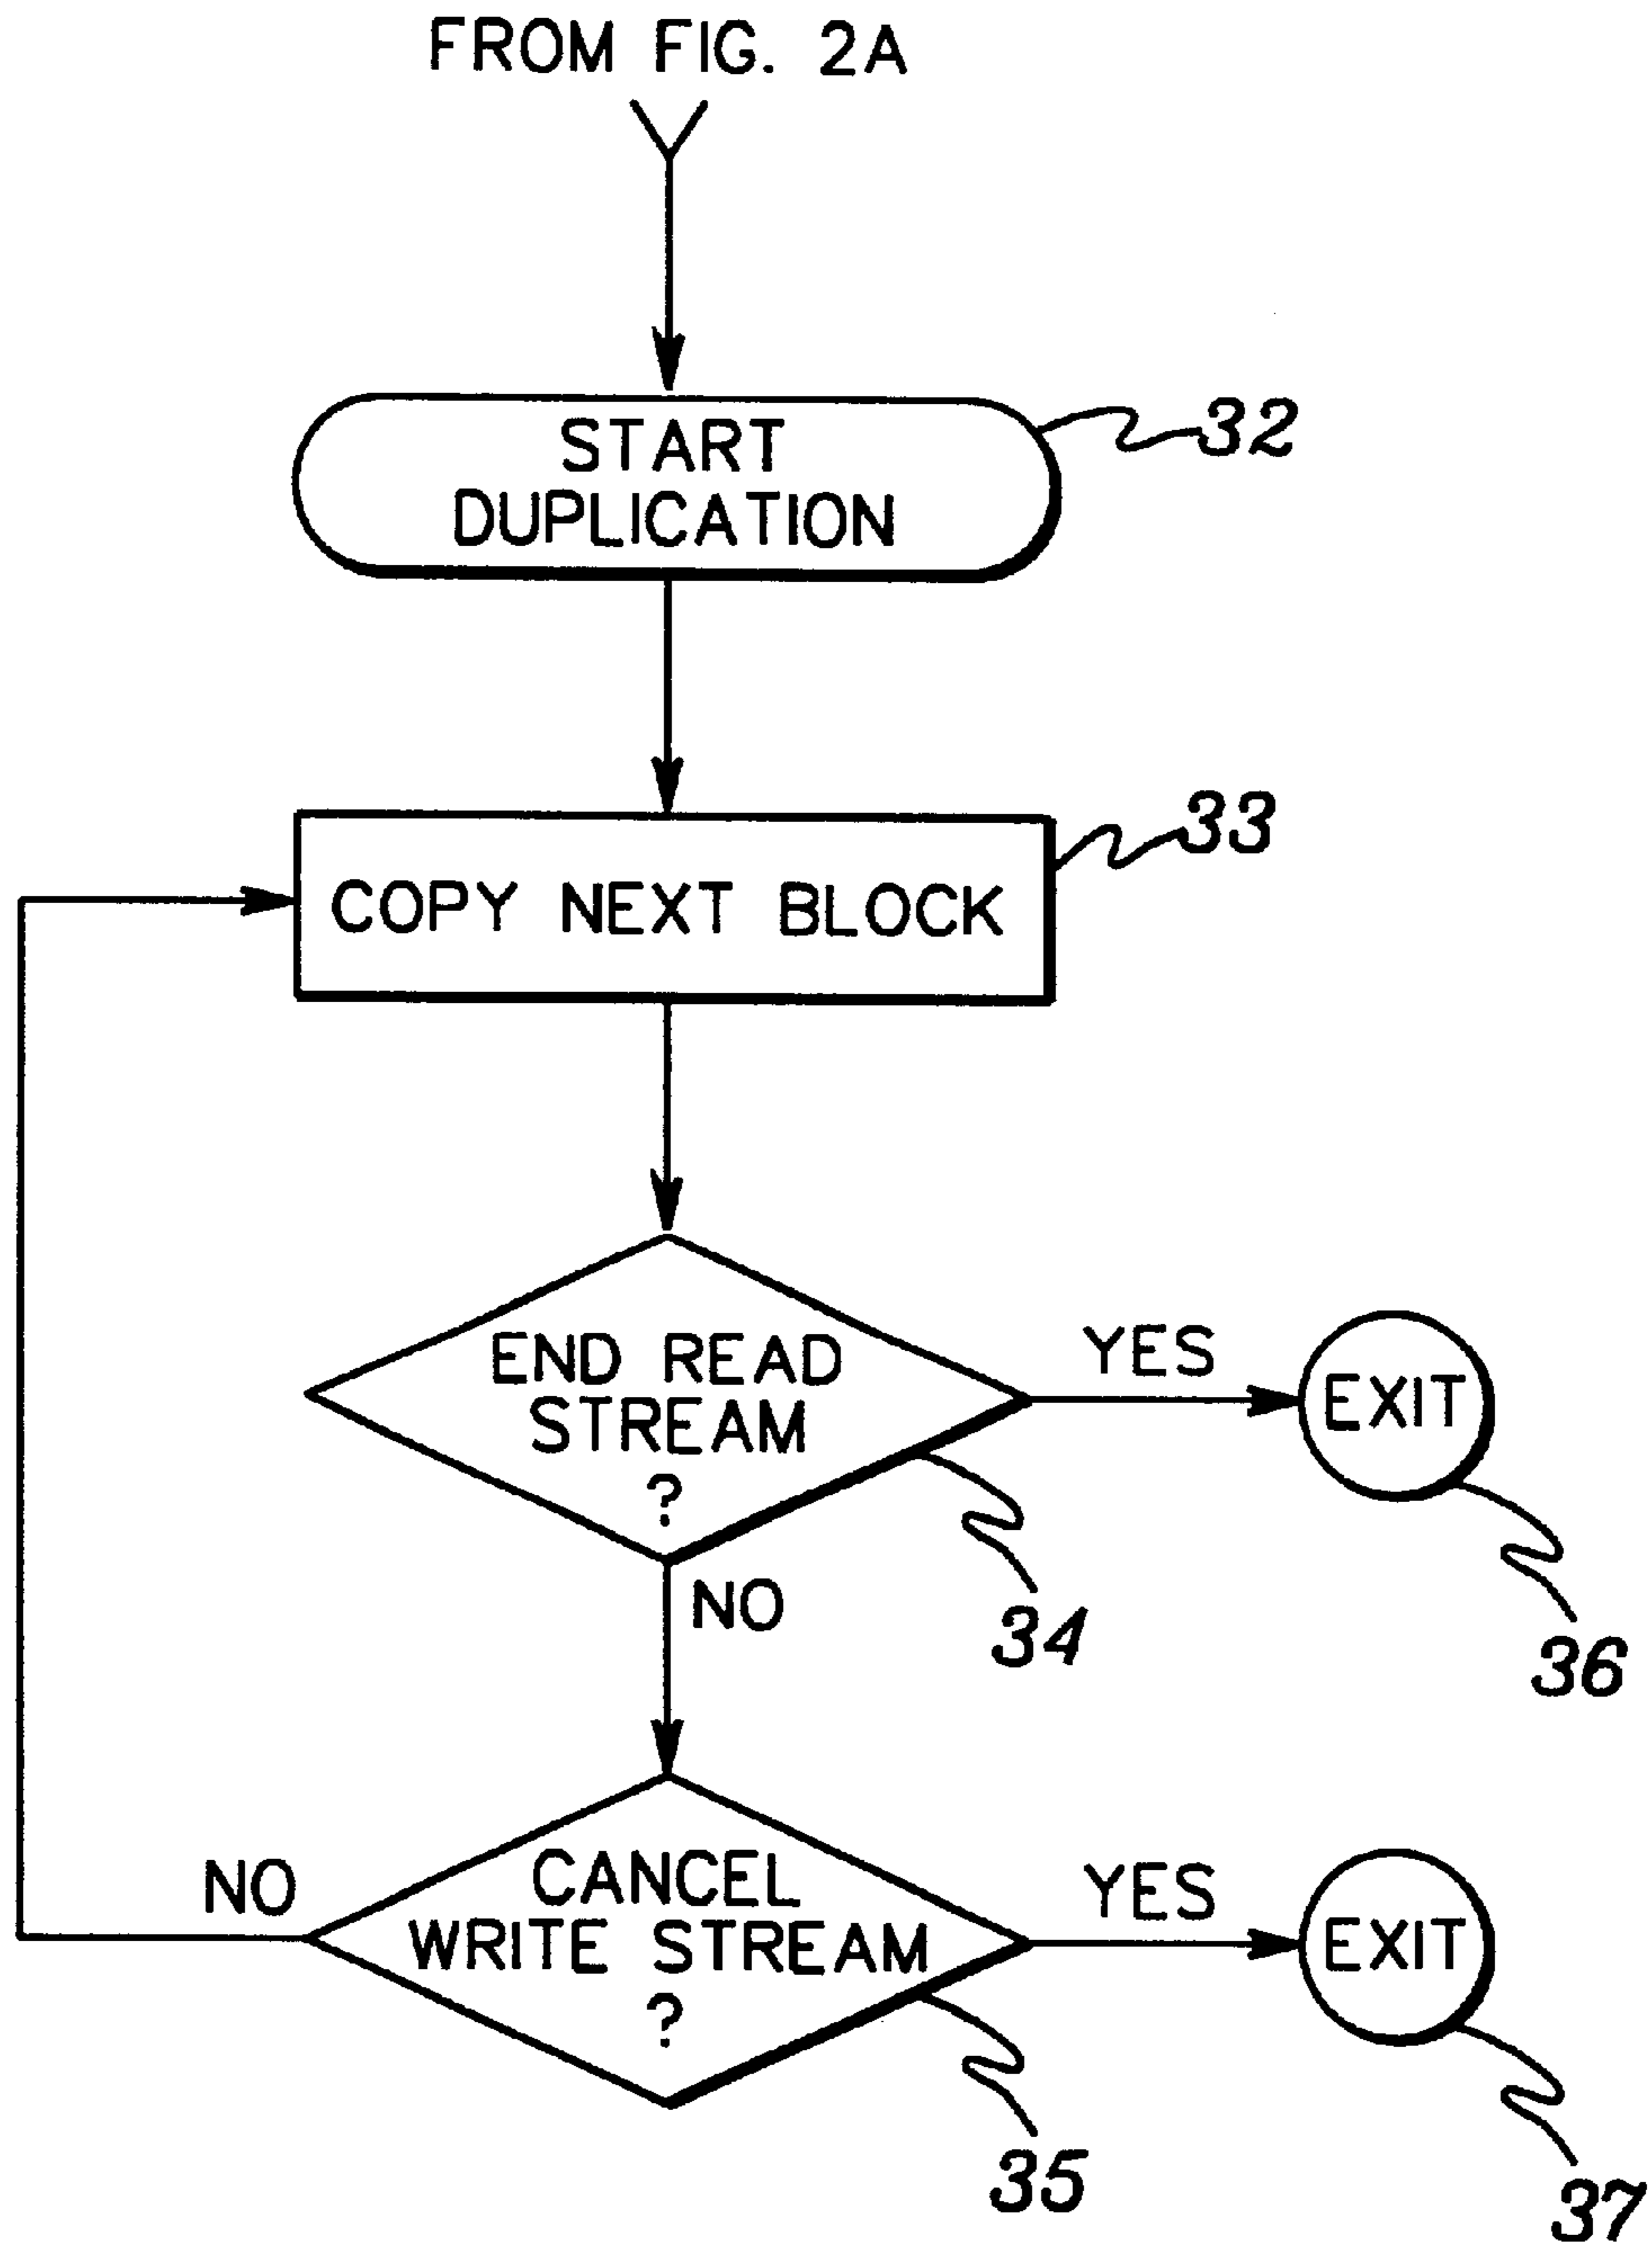 FROM FIG. 2A
START
DUPLICATION
32
COPY NEXT BLOCK
33
END READ
STREAM
?
YES
EXIT
NO
34
36
CANCEL
WRITE STREAM
?
NO
YES
EXIT
35
37